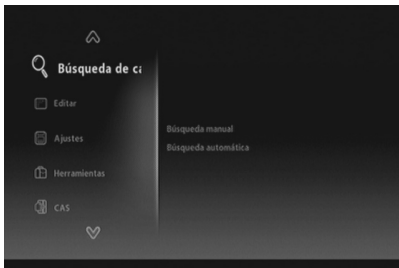 Búsqueda de ca
Editar
Ajustes
Herramientas
CAS
Búsqueda manual
Búsqueda automática